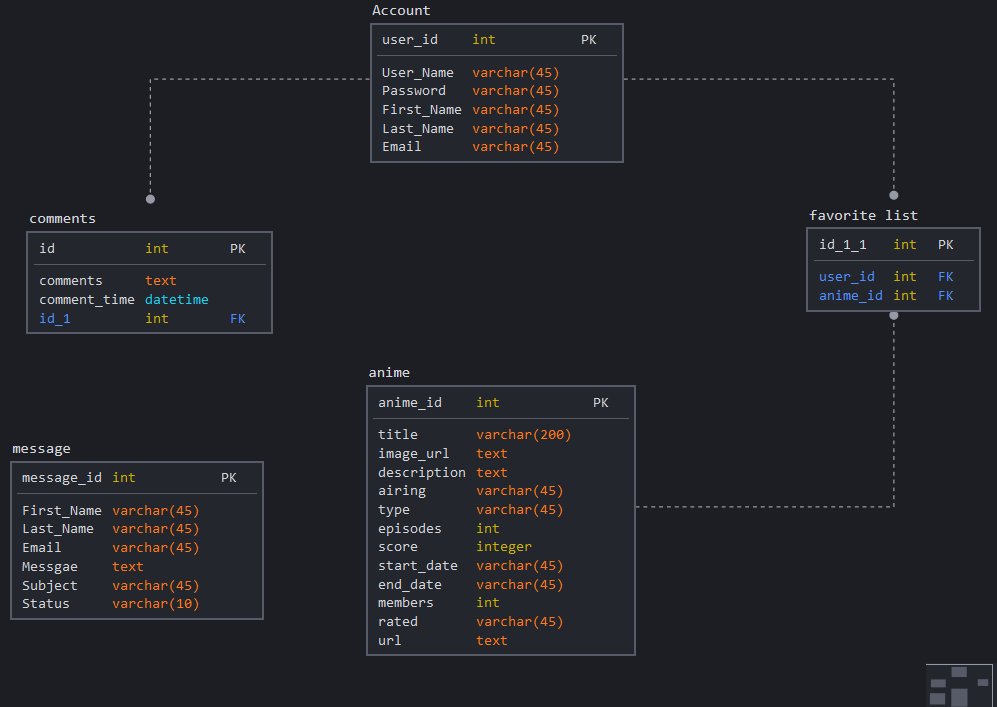 Account
user_id int PK
User_Name varchar(45)
Password varchar(45)
First_Name varchar(45)
Last_Name varchar(45)
Email varchar(45)
comments
id int PK
comments text
comment_time datetime
id_1 int FK
favorite list
id_1_1 int PK
user_id int FK
anime_id int FK
anime
anime_id int PK
title varchar(200)
image_url text
description text
airing varchar(45)
type varchar(45)
episodes int
score integer
start_date varchar(45)
end_date varchar(45)
members int
rated varchar(45)
url text
message
message_id int PK
First_Name varchar(45)
Last_Name varchar(45)
Email varchar(45)
Messgae text
Subject varchar(45)
Status varchar(10)